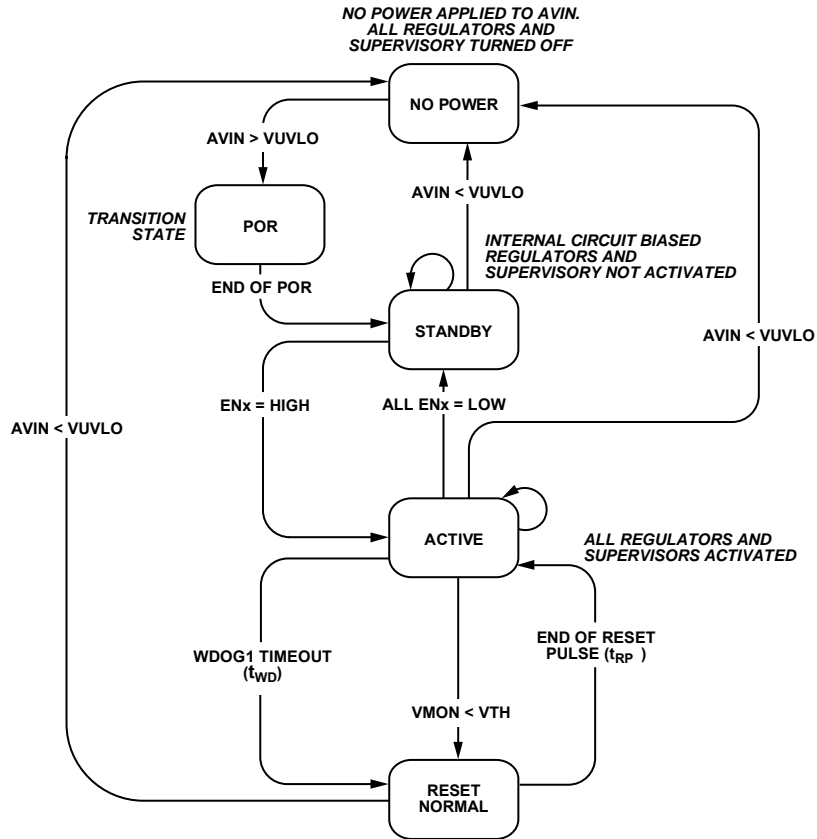 NO POWER APPLIED TO AVIN.
ALL REGULATORS AND
SUPERVISORY TURNED OFF
NO POWER
AVIN > VUVLO
AVIN < VUVLO
TRANSITION
STATE
POR
INTERNAL CIRCUIT BIASED
REGULATORS AND
SUPERVISORY NOT ACTIVATED
END OF POR
STANDBY
AVIN < VUVLO
ENx = HIGH
ALL ENx = LOW
AVIN < VUVLO
ACTIVE
ALL REGULATORS AND
SUPERVISORS ACTIVATED
WDOG1 TIMEOUT
(tWD)
END OF RESET
PULSE (tRP )
VMON < VTH
RESET
NORMAL